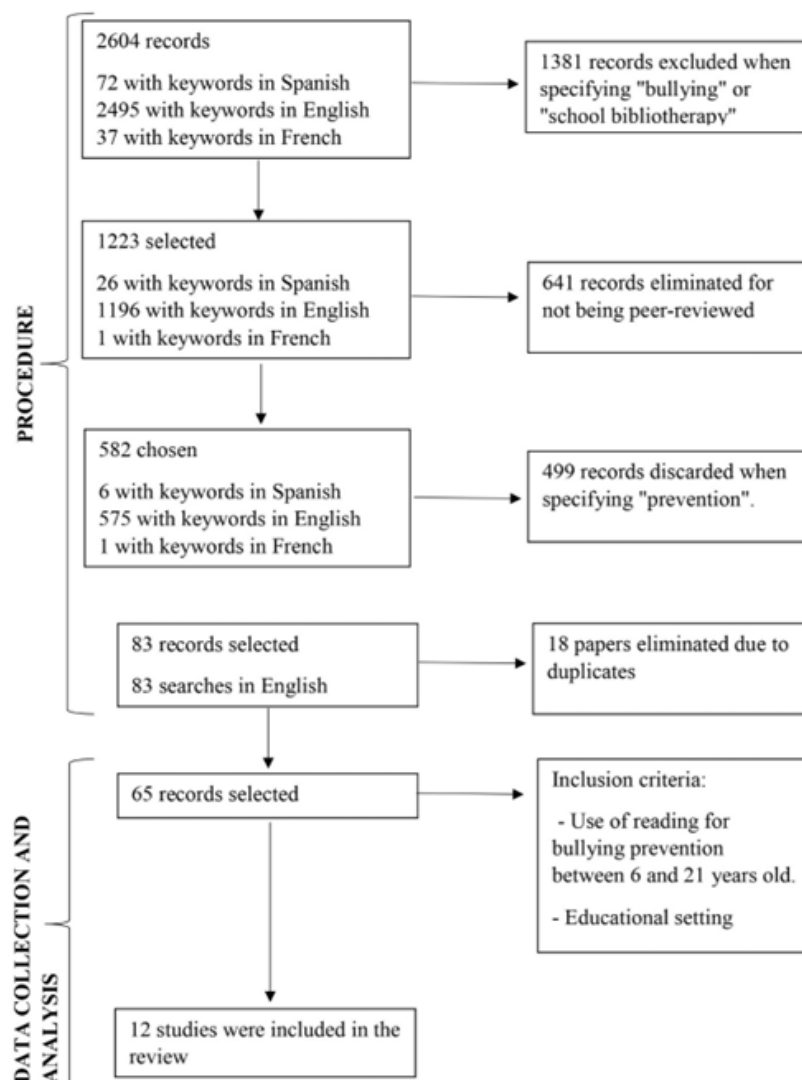 2604 records
72 with keywords in Spanish
2495 with keywords in English
37 with keywords in French
1381 records excluded when
specifying "bullying" or
"school bibliotherapy"
1223 selected
26 with keywords in Spanish
1196 with keywords in English
1 with keywords in French
641 records eliminated for
not being peer-reviewed
PROCEDURE
582 chosen
6 with keywords in Spanish
575 with keywords in English
1 with keywords in French
499 records discarded when
specifying "prevention".
83 records selected
83 searches in English
18 papers eliminated due to
duplicates
65 records selected
Inclusion criteria:
- Use of reading for
bullying prevention
between 6 and 21 years old.
- Educational setting
DATA COLLECTION AND
ANALYSIS
12 studies were included in the
review